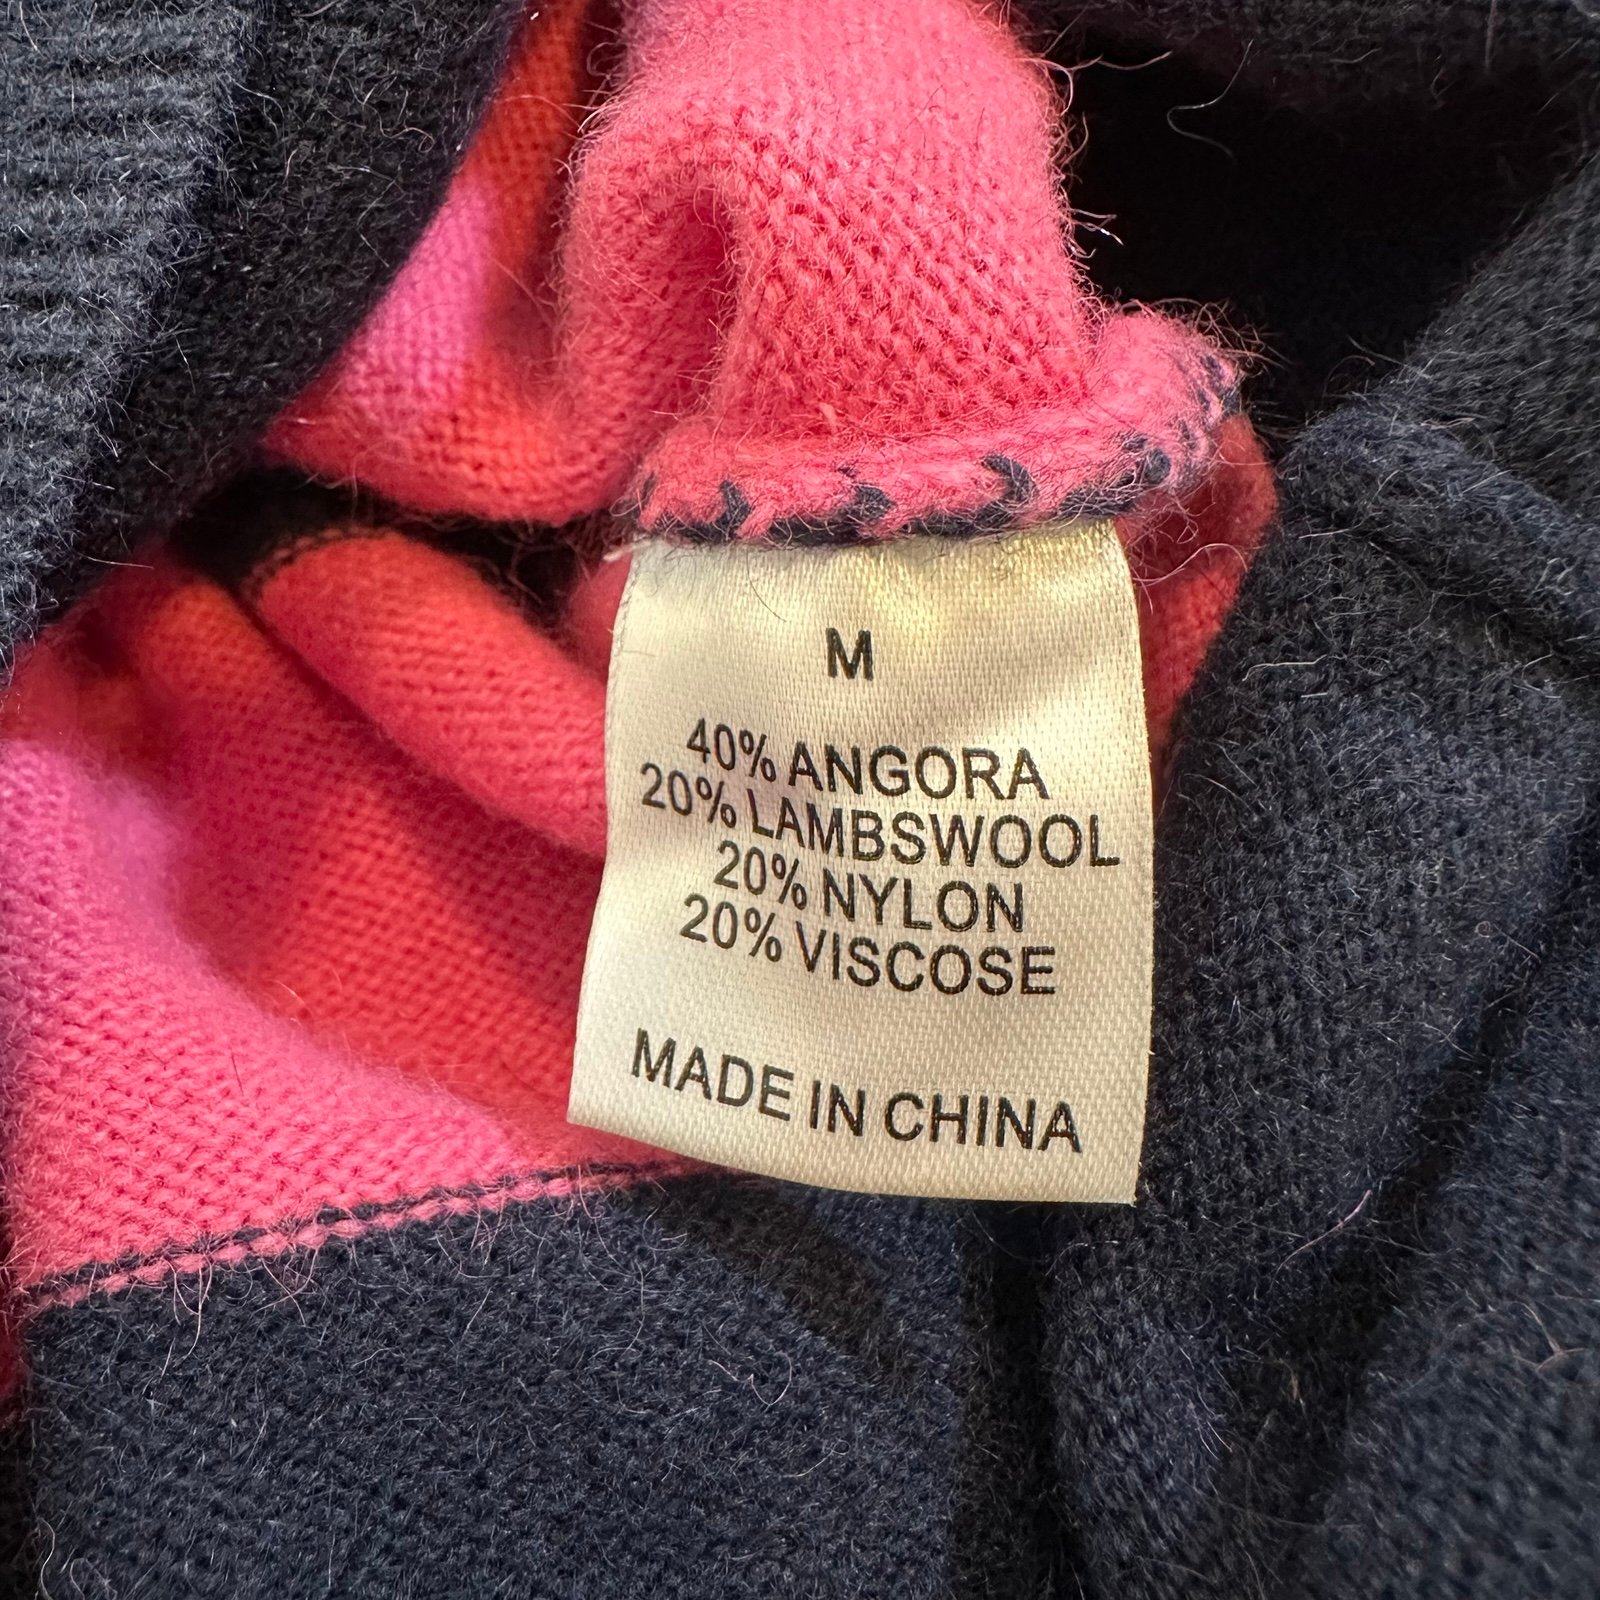 M
40% ANGORA
20% LAMBSWOOL
20% NYLON
20% VISCOSE
MADE IN CHINA